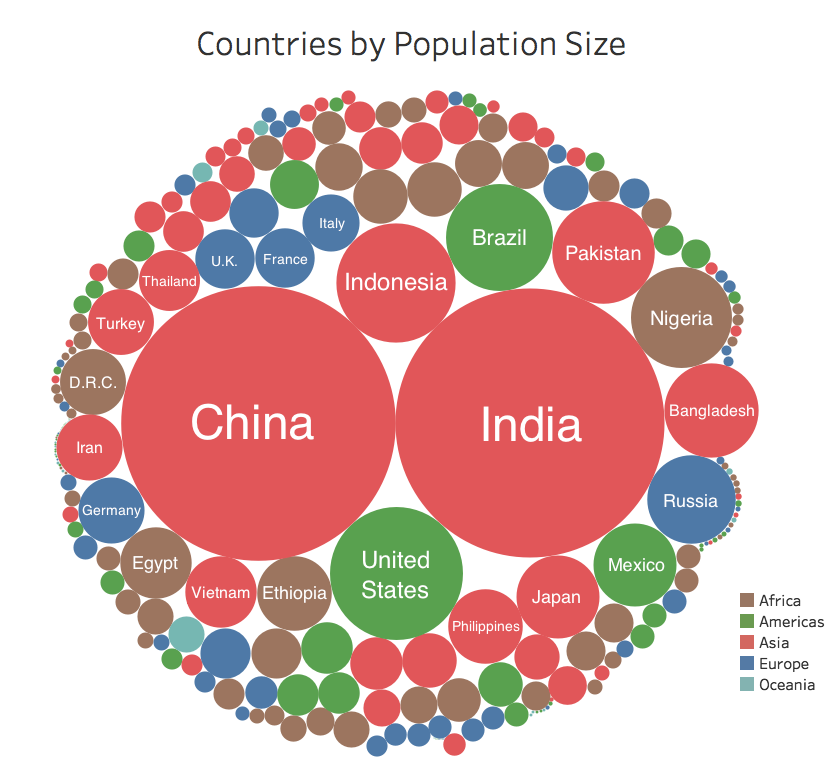 Countries by Population Size
Italy
Brazil
U.K.
France
Pakistan
Thailand
Indonesia
Turkey
Nigeria
D.R.C.
China
India
Bangladesh
Iran
Germany
Russia
Egypt
United
States
Mexico
Vietnam
Ethiopia
Japan
Philippines
Africa
Americas
Asia
Europe
Oceania